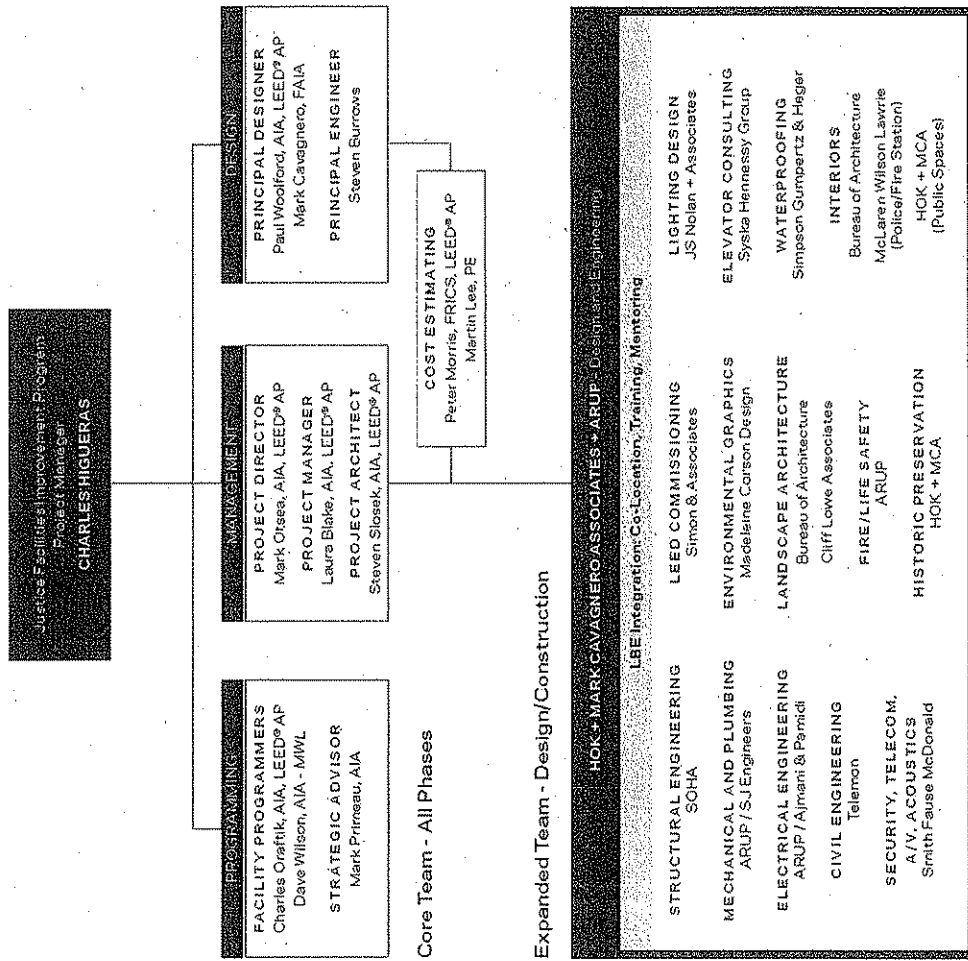 Justice Facilities Improvement Program
Project Manager
CHARLES HIGUERAS
PROGRAMMING
FACILITY PROGRAMMERS
Charles Oraftik, AIA, LEED® AP
Dave Wilson, AIA - MWL
STRATEGIC ADVISOR
Mark Primeau, AIA
MANAGEMENT
PROJECT DIRECTOR
Mark Otsea, AIA, LEED® AP
PROJECT MANAGER
Laura Blake, AIA, LEED® AP
PROJECT ARCHITECT
Steven Slosek, AIA, LEED® AP
DESIGN
PRINCIPAL DESIGNER
Paul Woolford, AIA, LEED® AP
Mark Cavagnero, FAIA
PRINCIPAL ENGINEER
Steven Burrows
COST ESTIMATING
Peter Morris, FRICS, LEED® AP
Martin Lee, PE
Core Team - All Phases
Expanded Team - Design/Construction
HOK + MARK CAVAGNERO ASSOCIATES + ARUP - Design and Engineering
LBE Integration: Co-Location, Training, Mentoring
STRUCTURAL ENGINEERING
SOHA
MECHANICAL AND PLUMBING
ARUP / SJ Engineers
ELECTRICAL ENGINEERING
ARUP / Ajmani & Pamidi
CIVIL ENGINEERING
Telamon
SECURITY, TELECOM,
A/V, ACOUSTICS
Smith Fause McDonald
LEED COMMISSIONING
Simon & Associates
ENVIRONMENTAL GRAPHICS
Madeleine Corson Design
LANDSCAPE ARCHITECTURE
Bureau of Architecture
Cliff Lowe Associates
FIRE/LIFE SAFETY
ARUP
HISTORIC PRESERVATION
HOK + MCA
LIGHTING DESIGN
JS Nolan + Associates
ELEVATOR CONSULTING
Syska Hennessy Group
WATERPROOFING
Simpson Gumpertz & Heger
INTERIORS
Bureau of Architecture
McLaren Wilson Lawrie
(Police/Fire Station)
HOK + MCA
(Public Spaces)